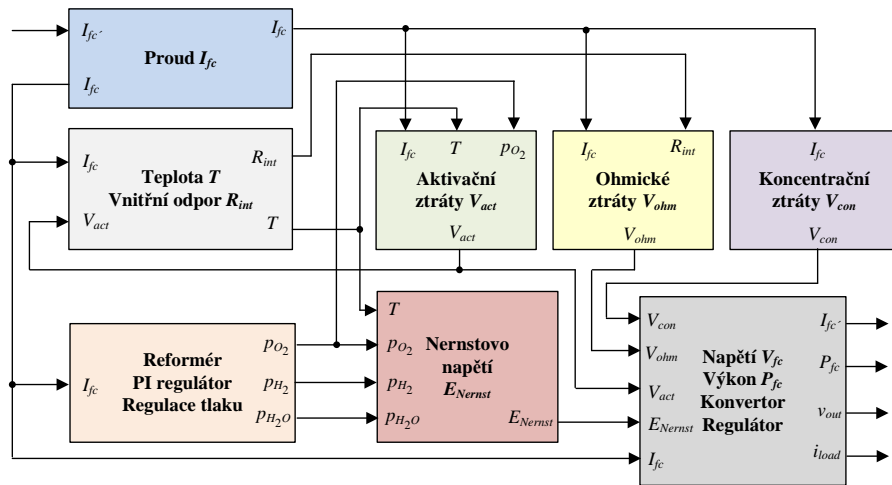 I_fc´
I_fc
Proud I_fc
I_fc
I_fc
R_int
Teplota T
Vnitřní odpor R_int
V_act
T
I_fc
T
p_O₂
Aktivační
ztráty V_act
V_act
I_fc
R_int
Ohmické
ztráty V_ohm
V_ohm
I_fc
Koncentrační
ztráty V_con
V_con
I_fc
Reformér
PI regulátor
Regulace tlaku
p_O₂
p_H₂
p_H₂O
T
p_O₂
p_H₂
p_H₂O
Nernstovo
napětí
E_Nernst
E_Nernst
V_con
V_ohm
V_act
E_Nernst
I_fc
Napětí V_fc
Výkon P_fc
Konvertor
Regulátor
I_fc´
P_fc
v_out
i_load